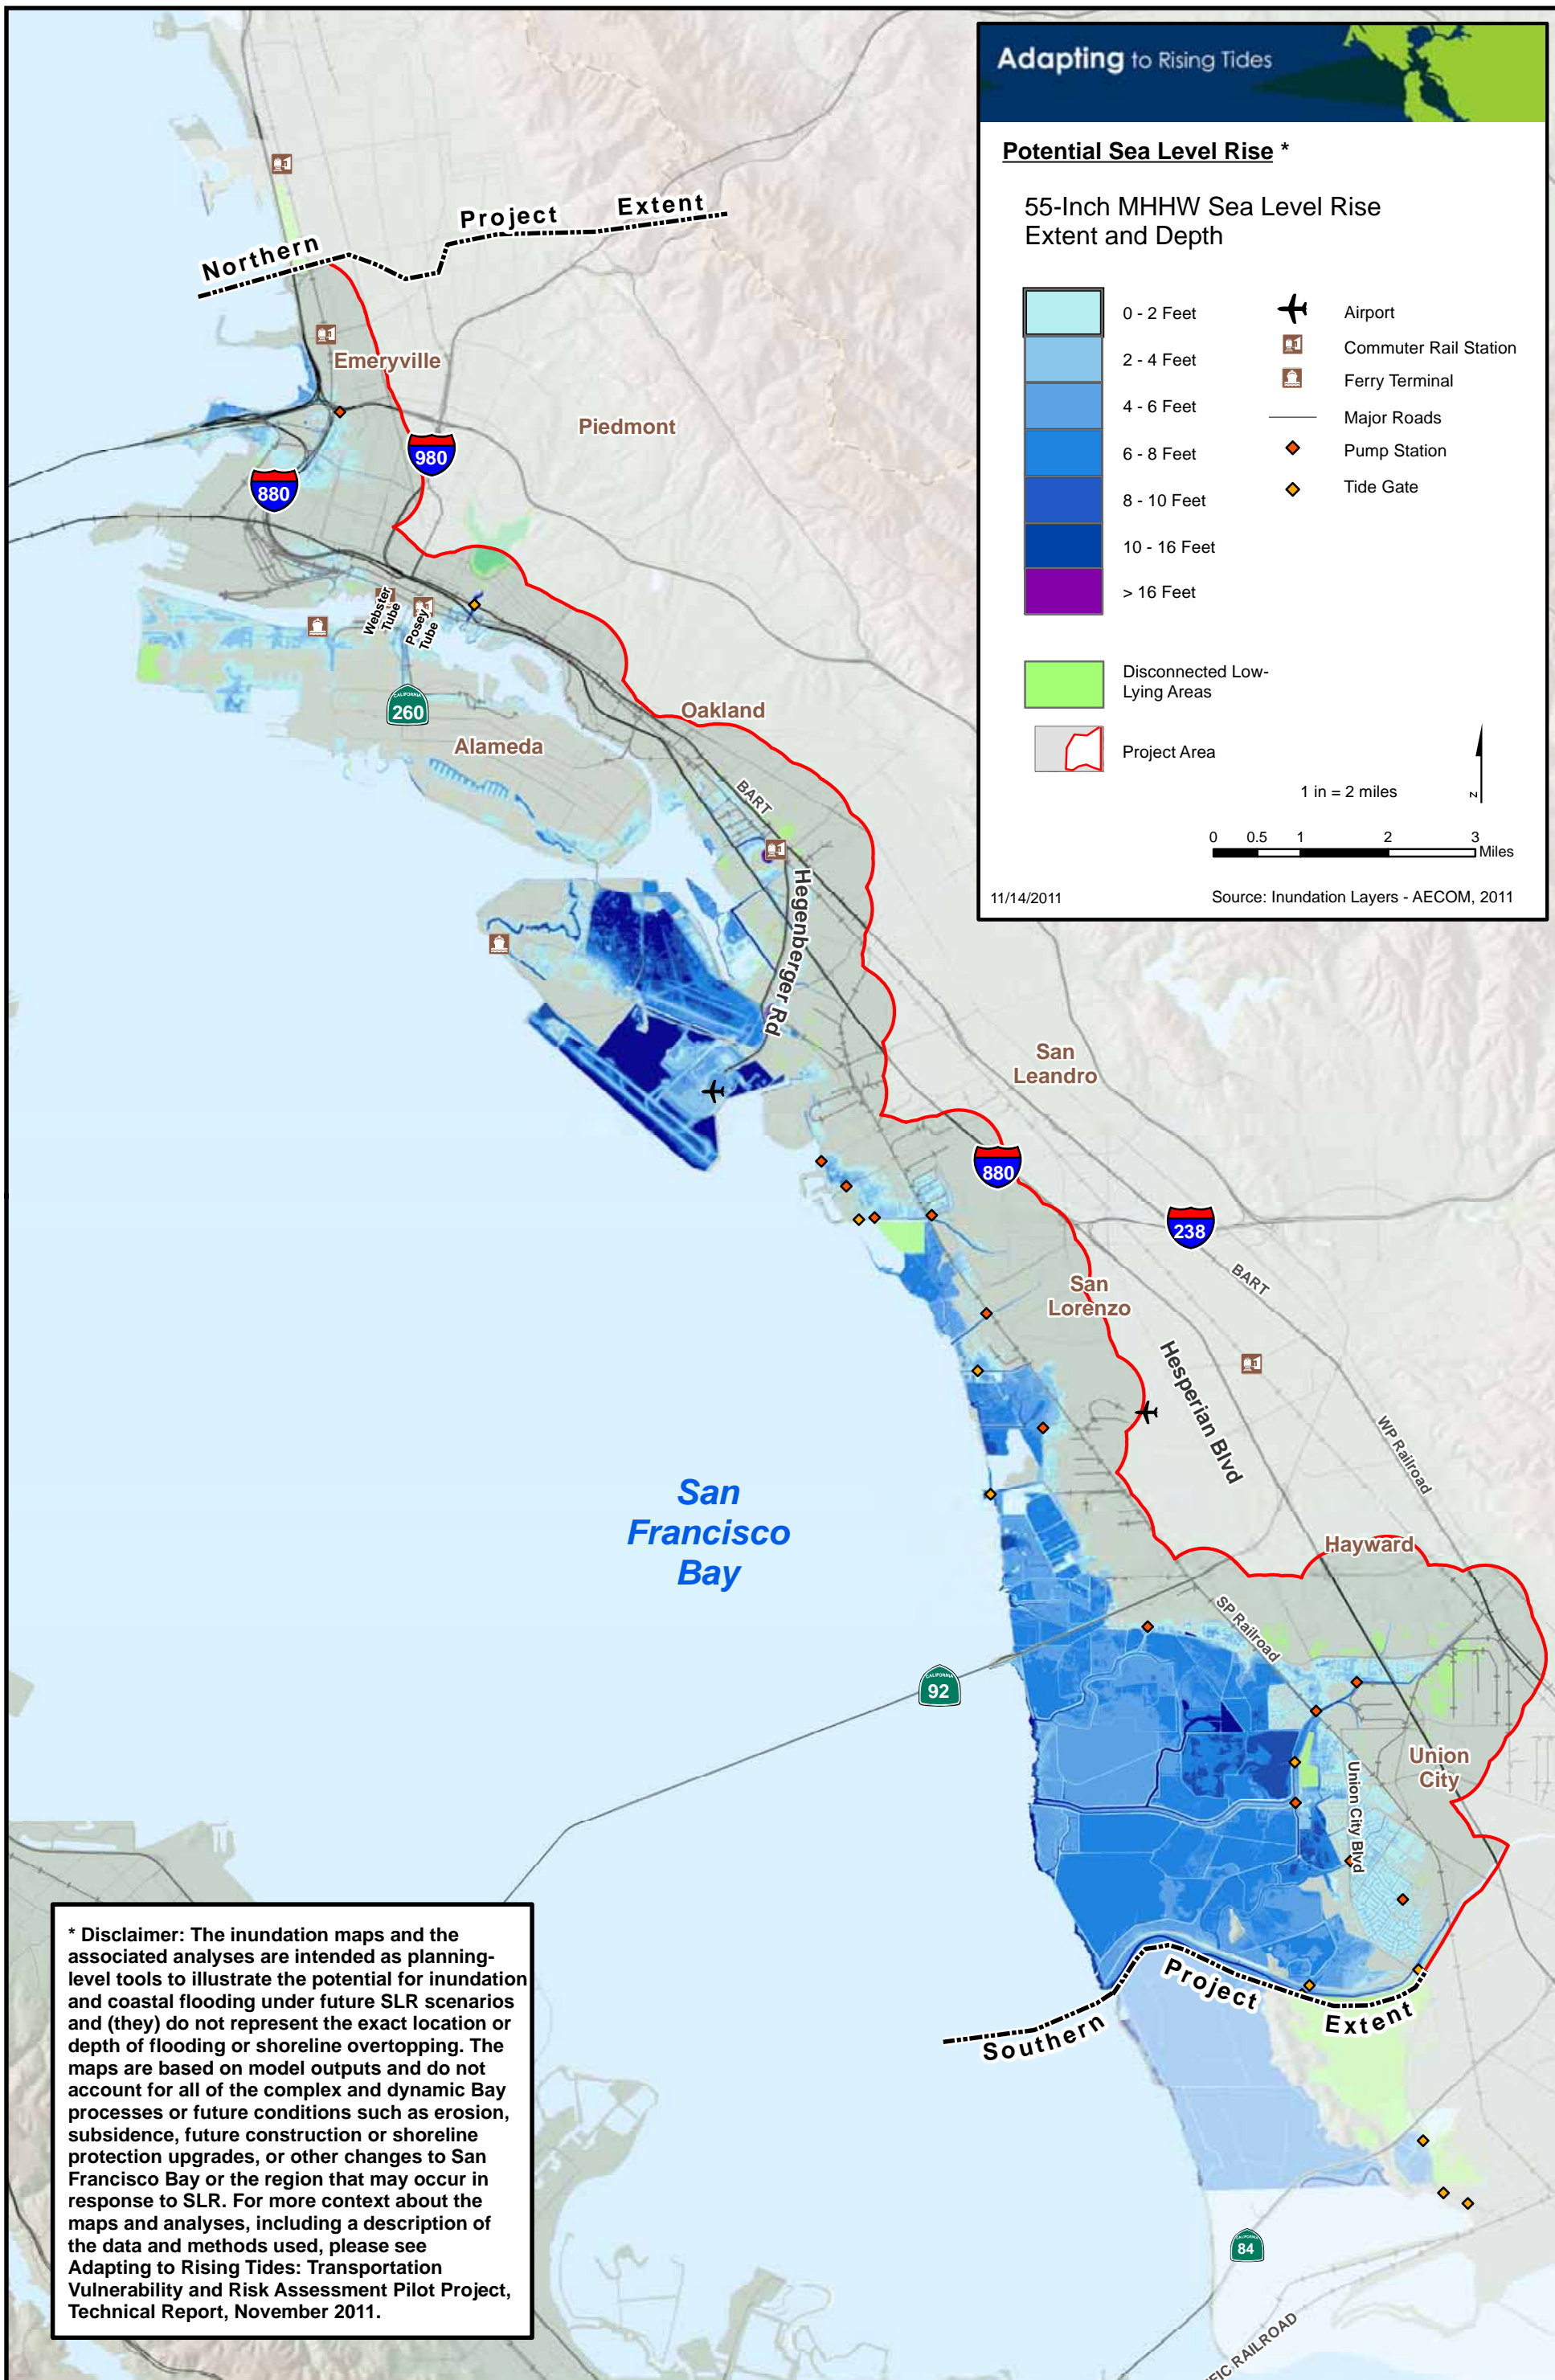 Adapting to Rising Tides
Potential Sea Level Rise *
55-Inch MHHW Sea Level Rise
Extent and Depth
0 - 2 Feet
2 - 4 Feet
4 - 6 Feet
6 - 8 Feet
8 - 10 Feet
10 - 16 Feet
> 16 Feet
Disconnected Low-
Lying Areas
Project Area
Airport
Commuter Rail Station
Ferry Terminal
Major Roads
Pump Station
Tide Gate
N
1 in = 2 miles
0 0.5 1 2 3
Miles
11/14/2011
Source: Inundation Layers - AECOM, 2011
Northern Project Extent
Emeryville
Piedmont
980
880
Webster
Tube
Posey
Tube
CALIFORNIA
260
Oakland
Alameda
BART
Hegenberger Rd
San
Leandro
880
238
BART
San
Lorenzo
Hesperian Blvd
WP Railroad
San
Francisco
Bay
Hayward
SP Railroad
CALIFORNIA
92
Union
City
Union City Blvd
Southern Project Extent
CALIFORNIA
84
FIC RAILROAD
* Disclaimer: The inundation maps and the
associated analyses are intended as planning-
level tools to illustrate the potential for inundation
and coastal flooding under future SLR scenarios
and (they) do not represent the exact location or
depth of flooding or shoreline overtopping. The
maps are based on model outputs and do not
account for all of the complex and dynamic Bay
processes or future conditions such as erosion,
subsidence, future construction or shoreline
protection upgrades, or other changes to San
Francisco Bay or the region that may occur in
response to SLR. For more context about the
maps and analyses, including a description of
the data and methods used, please see
Adapting to Rising Tides: Transportation
Vulnerability and Risk Assessment Pilot Project,
Technical Report, November 2011.